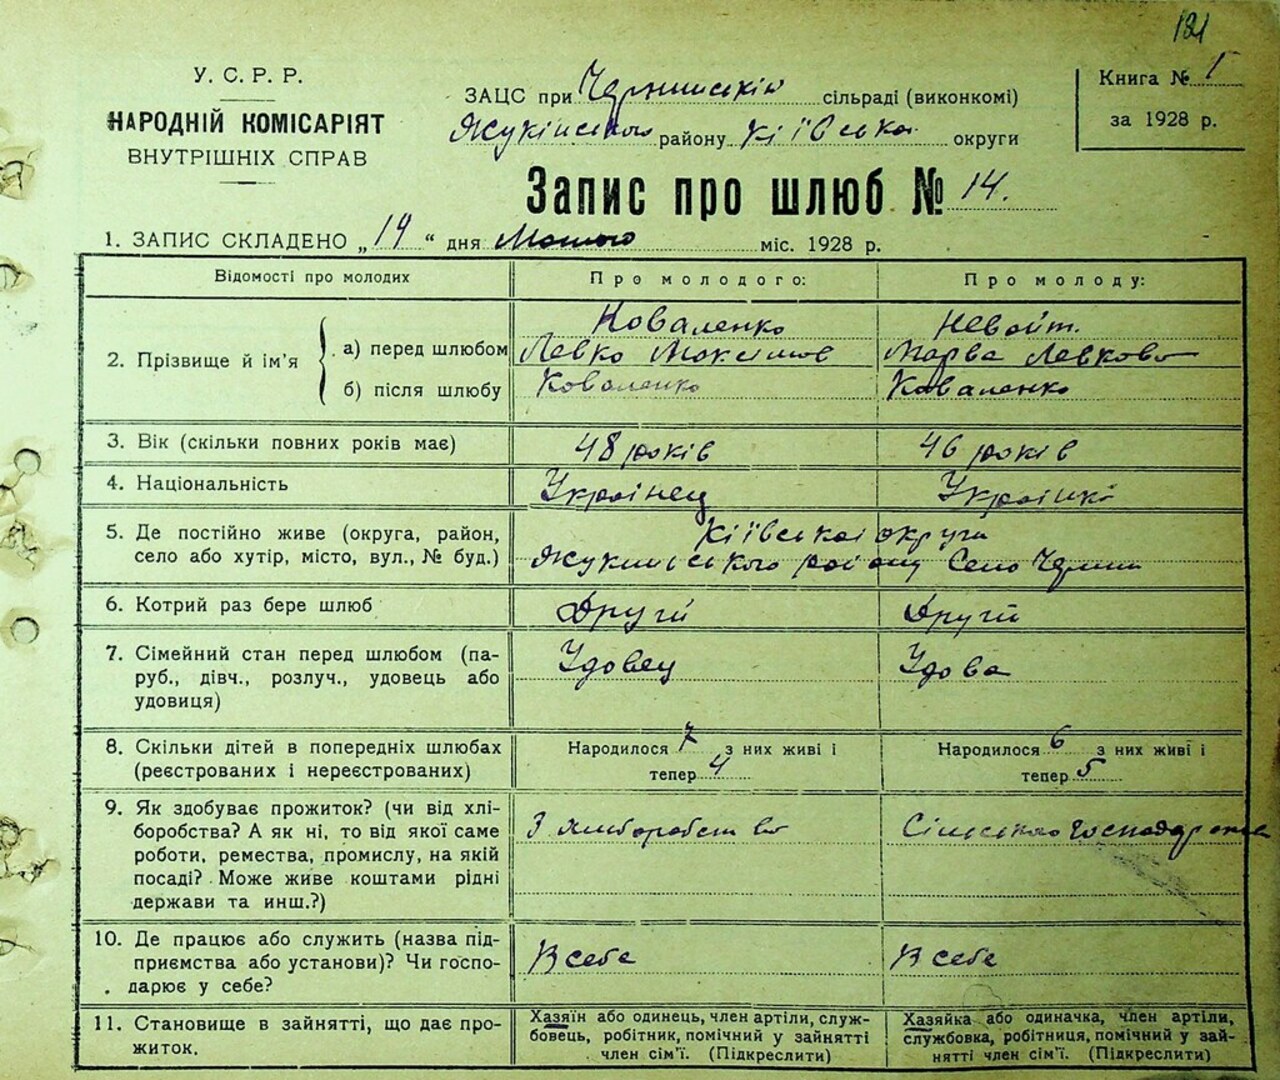 181
У. С. Р. Р.
НАРОДНІЙ КОМІСАРІЯТ
ВНУТРІШНІХ СПРАВ
ЗАЦС при Чернинській сільраді (виконкомі)
Жукінського району Київська округи
Книга № 1
за 1928 р.
Запис про шлюб № 14.
1. ЗАПИС СКЛАДЕНО „14“ дня Лютого міс. 1928 р.
Відомості про молодих Про молодого: Про молоду:
2. Прізвище й ім'я
а) перед шлюбом Коваленко Левко Максимов Невойт. Марва Левкова
б) після шлюбу Коваленко Коваленко
3. Вік (скільки повних років має) 48 років 46 років
4. Національність Українец Українка
5. Де постійно живе (округа, район, село або хутір, місто, вул., № буд.)
Київська округи
Жукинського району Село Чернин
6. Котрий раз бере шлюб Другий Другий
7. Сімейний стан перед шлюбом (па-
руб., дівч., розлуч., удовець або
удовиця)
Удовец Удова
8. Скільки дітей в попередніх шлюбах
(реєстрованих і нереєстрованих)
Народилося 7 з них живі і
тепер 4
Народилося 6 з них живі і
тепер 5
9. Як здобуває прожиток? (чи від хлі-
боробства? А як ні, то від якої саме
роботи, ремества, промислу, на якій
посаді? Може живе коштами рідні
держави та инш.?)
З хлиборобства
Сільского господарства
10. Де працює або служить (назва під-
приємства або установи)? Чи госпо-
дарює у себе?
В себе В себе
11. Становище в зайнятті, що дає про-
житок.
Хазяїн або одинець, член артіли, служ-
бовець, робітник, помічний у зайнятті
член сім'ї. (Підкреслити)
Хазяйка або одиначка, член артіли,
службовка, робітниця, помічний у зай-
нятті член сім'ї. (Підкреслити)